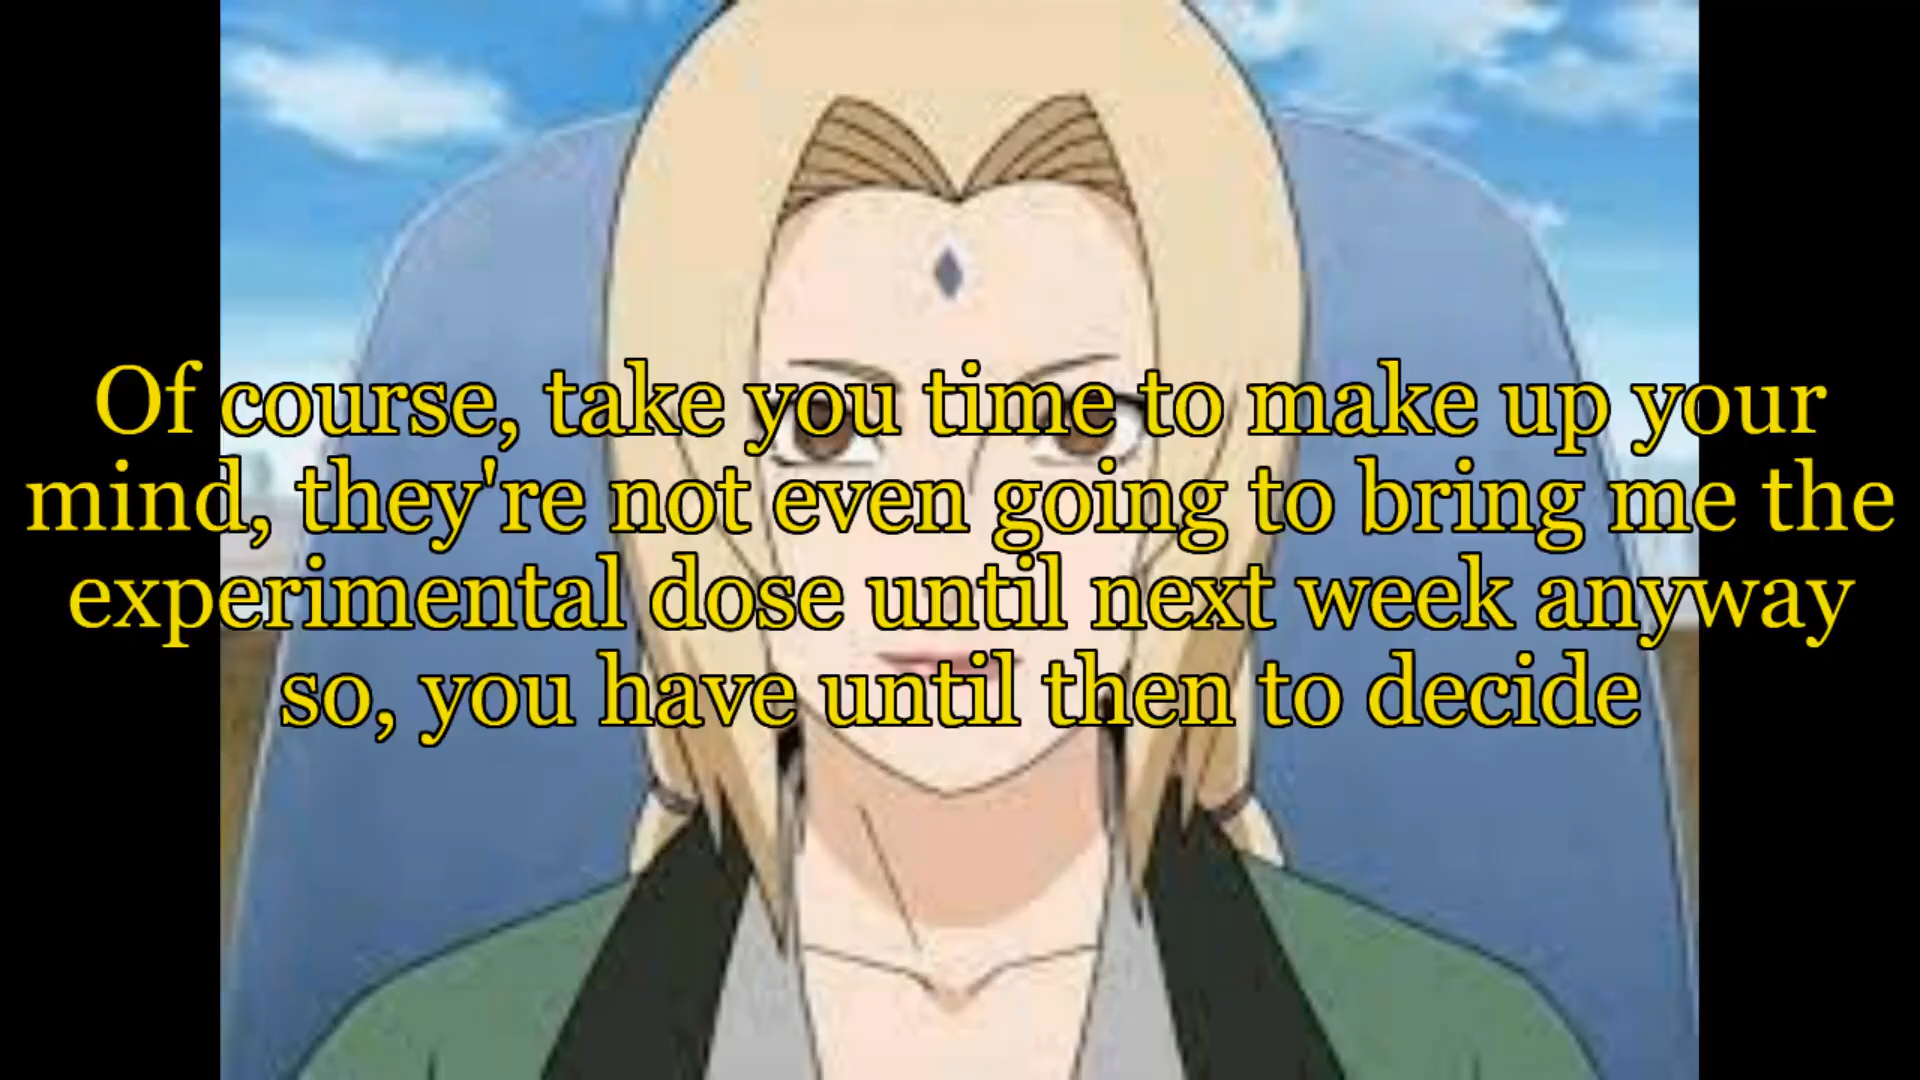 Of course, take you time to make up your
mind, they're not even going to bring me the
experimental dose until next week anyway
so, you have until then to decide